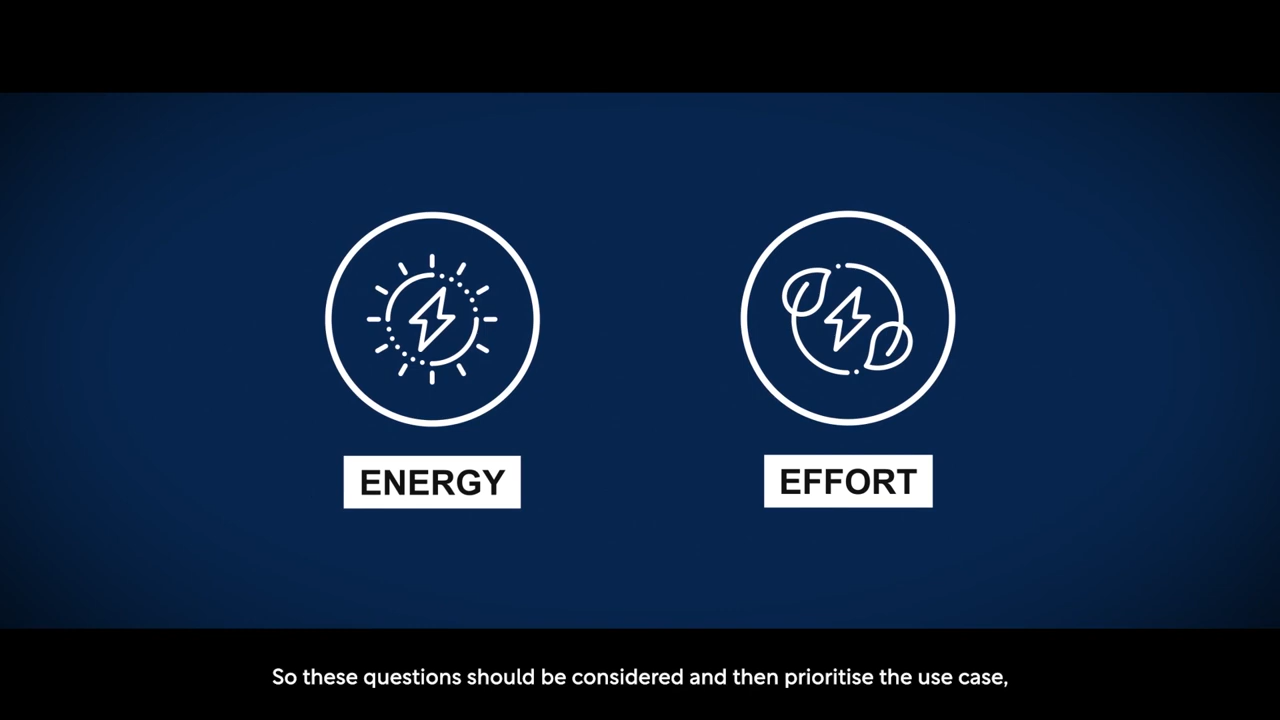 ENERGY
EFFORT
So these questions should be considered and then prioritise the use case,